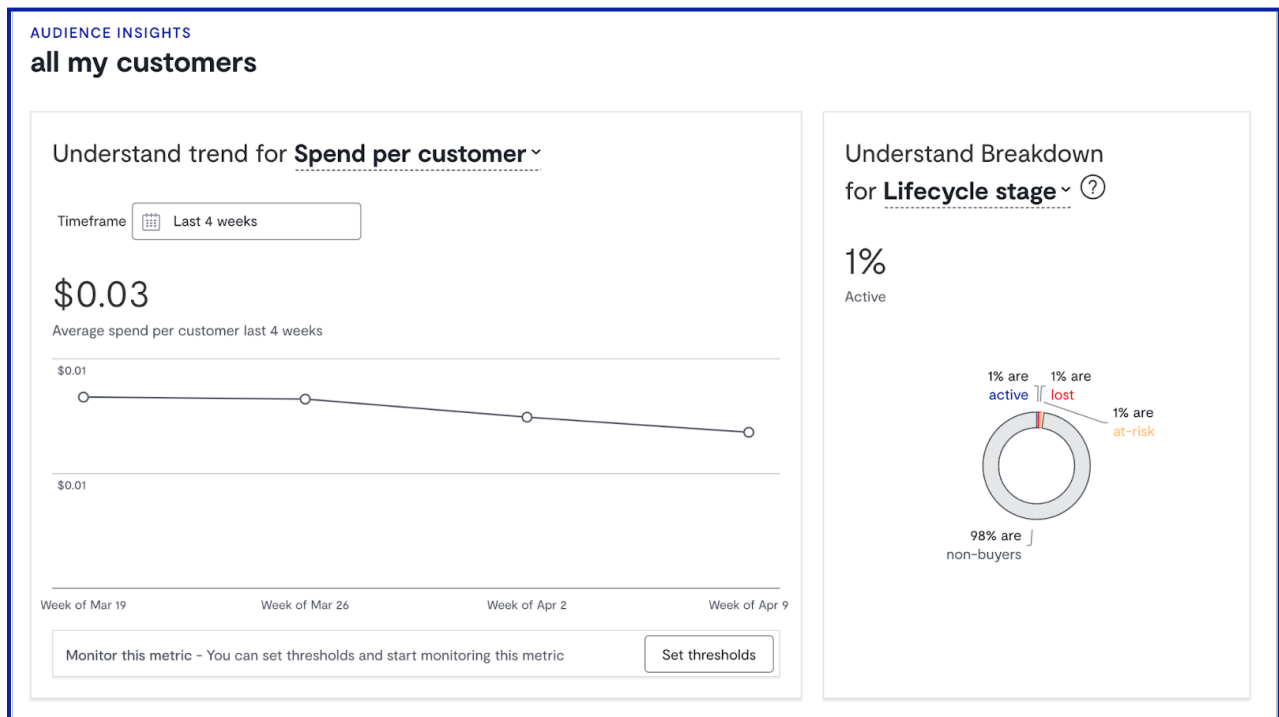 AUDIENCE INSIGHTS
all my customers
Understand trend for Spend per customer
Timeframe Last 4 weeks
$0.03
Average spend per customer last 4 weeks
$0.01
$0.01
Week of Mar 19 Week of Mar 26 Week of Apr 2 Week of Apr 9
Monitor this metric - You can set thresholds and start monitoring this metric Set thresholds
Understand Breakdown
for Lifecycle stage ?
1%
Active
1% are 1% are
active lost
1% are
at-risk
98% are
non-buyers